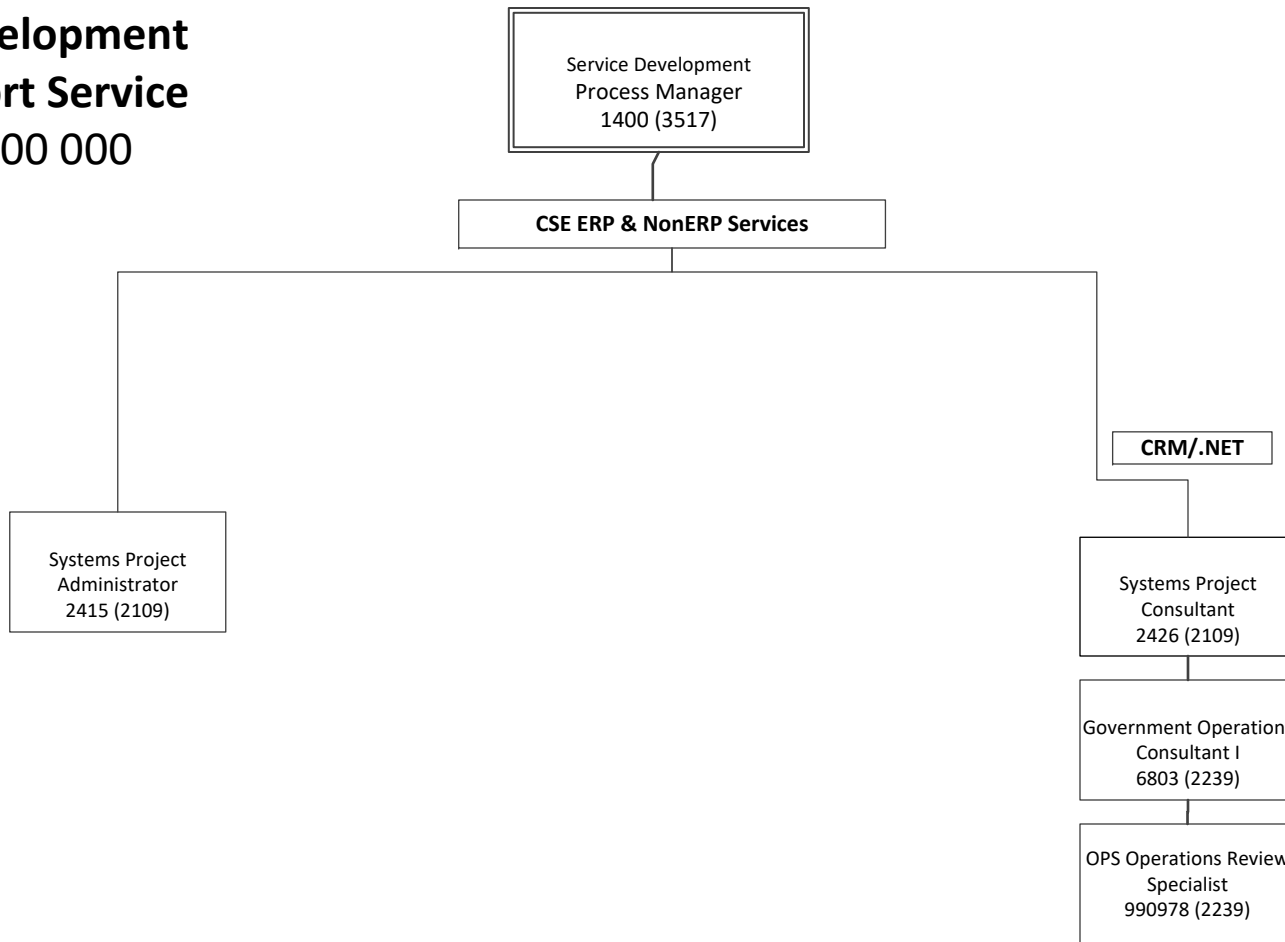 elopment
rt Service
00 000
Service Development
Process Manager
1400 (3517)
CSE ERP & NonERP Services
CRM/.NET
Systems Project
Administrator
2415 (2109)
Systems Project
Consultant
2426 (2109)
Government Operation
Consultant I
6803 (2239)
OPS Operations Review
Specialist
990978 (2239)